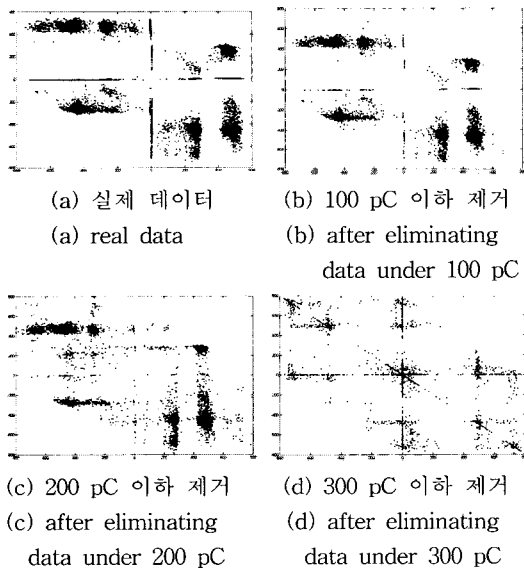 (a) 실제 데이터
(a) real data
(b) 100 pC 이하 제거
(b) after eliminating
data under 100 pC
(c) 200 pC 이하 제거
(c) after eliminating
data under 200 pC
(d) 300 pC 이하 제거
(d) after eliminating
data under 300 pC